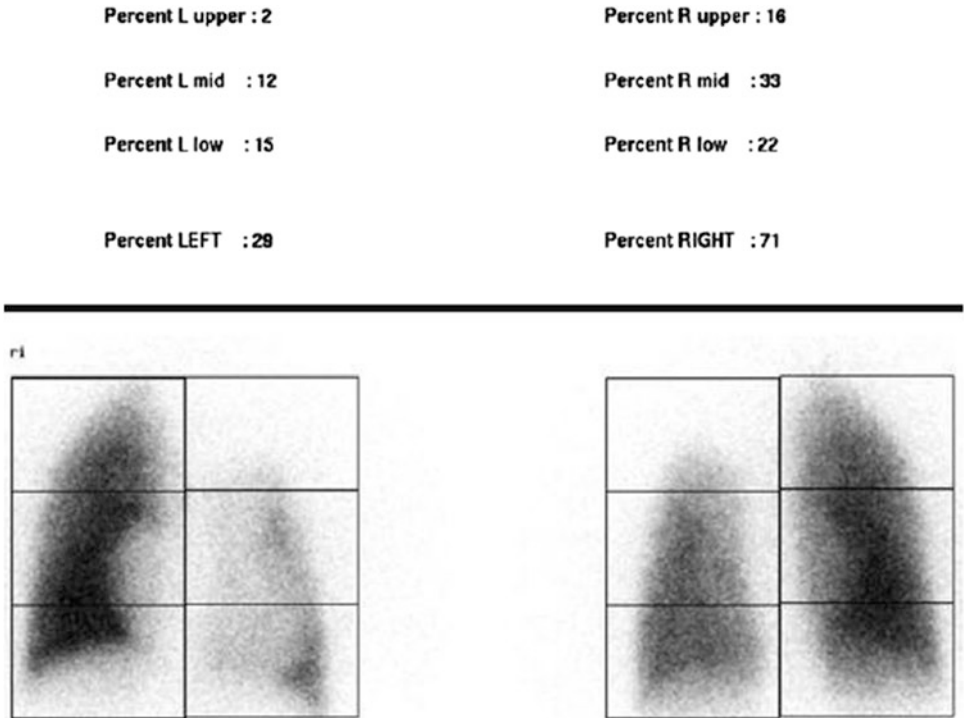 Percent L upper : 2 Percent R upper : 16
Percent L mid : 12 Percent R mid : 33
Percent L low : 15 Percent R low : 22
Percent LEFT : 29 Percent RIGHT : 71
ri